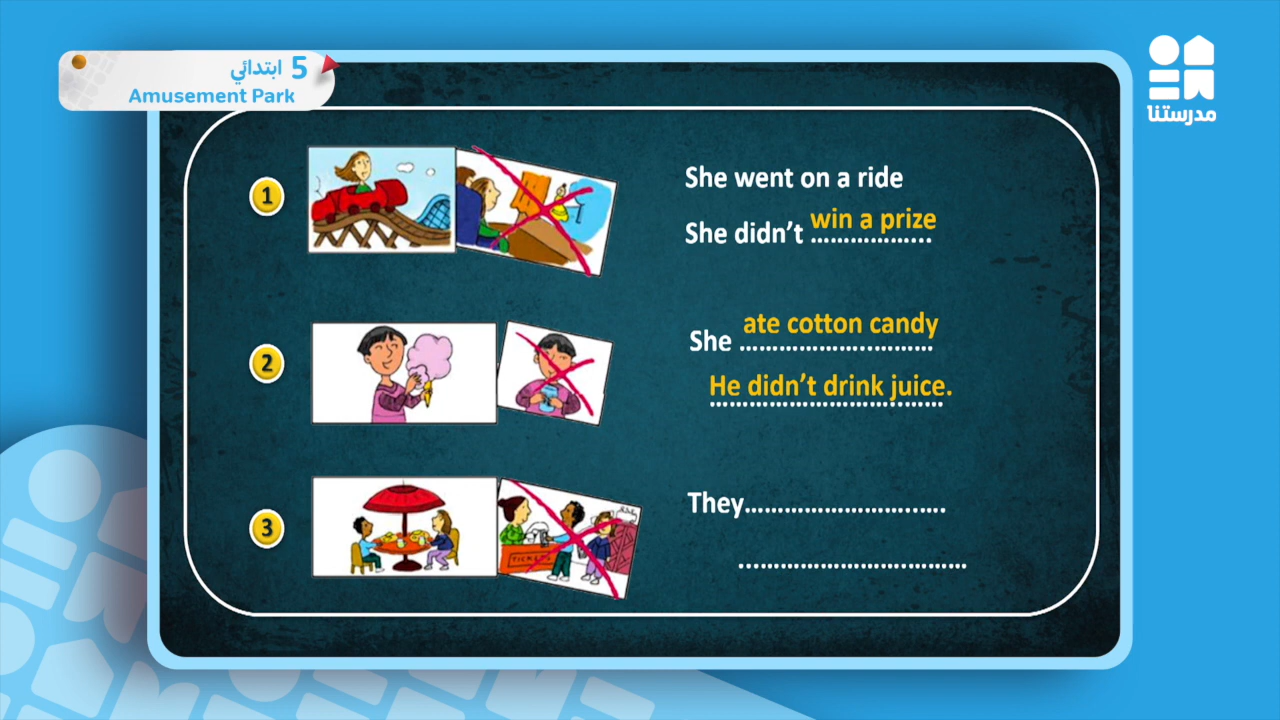 5 ابتدائي
Amusement Park
مدرستنا
1
She went on a ride
She didn’t win a prize
2
She ate cotton candy
He didn’t drink juice.
3
They..............................
..............................
TICKETS